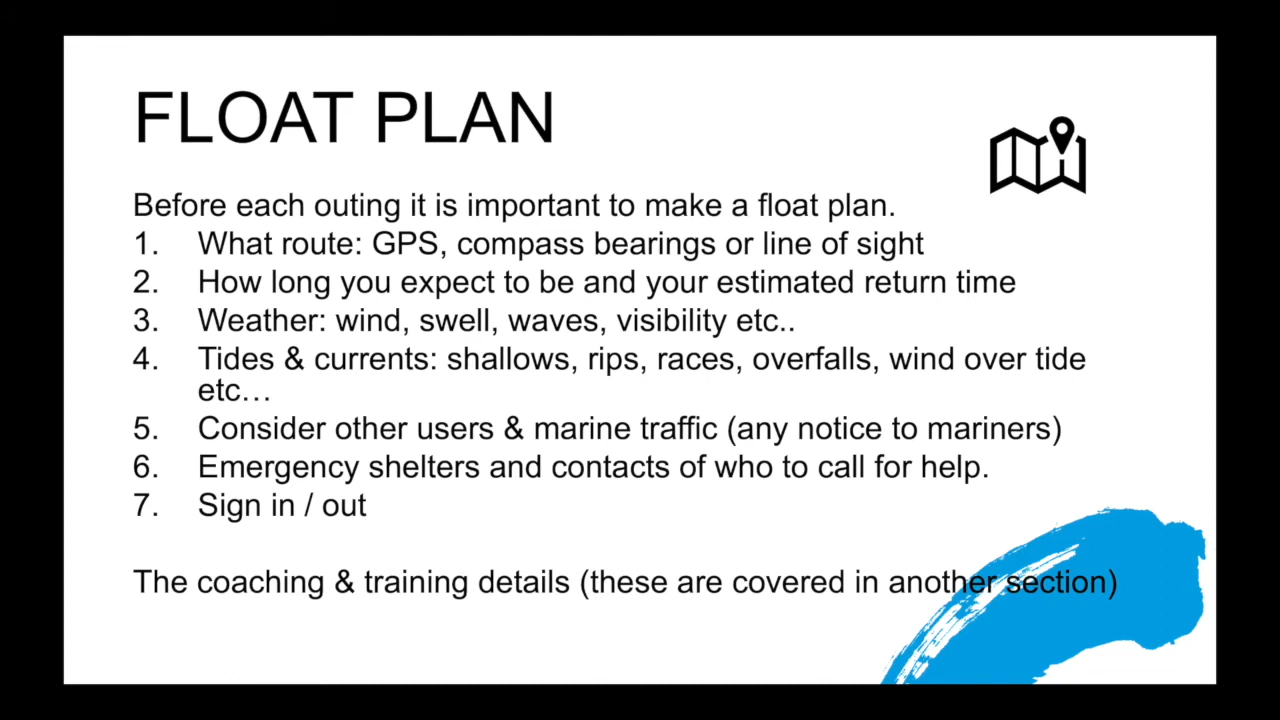 FLOAT PLAN
Before each outing it is important to make a float plan.
1. What route: GPS, compass bearings or line of sight
2. How long you expect to be and your estimated return time
3. Weather: wind, swell, waves, visibility etc..
4. Tides & currents: shallows, rips, races, overfalls, wind over tide
etc…
5. Consider other users & marine traffic (any notice to mariners)
6. Emergency shelters and contacts of who to call for help.
7. Sign in / out
The coaching & training details (these are covered in another section)